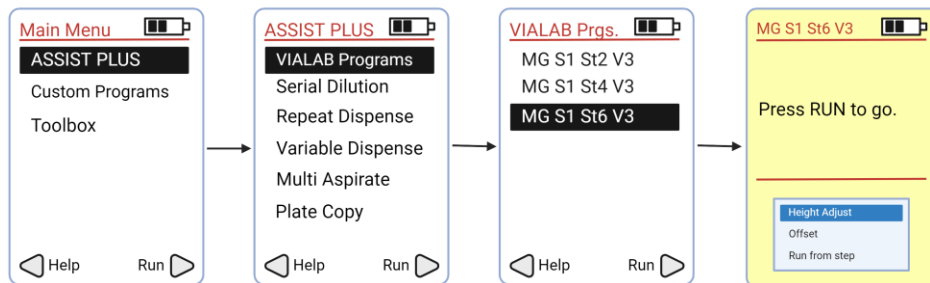 Main Menu
ASSIST PLUS
Custom Programs
Toolbox
Help Run
ASSIST PLUS
VIALAB Programs
Serial Dilution
Repeat Dispense
Variable Dispense
Multi Aspirate
Plate Copy
Help Run
VIALAB Prgs.
MG S1 St2 V3
MG S1 St4 V3
MG S1 St6 V3
Help Run
MG S1 St6 V3
Press RUN to go.
Height Adjust
Offset
Run from step